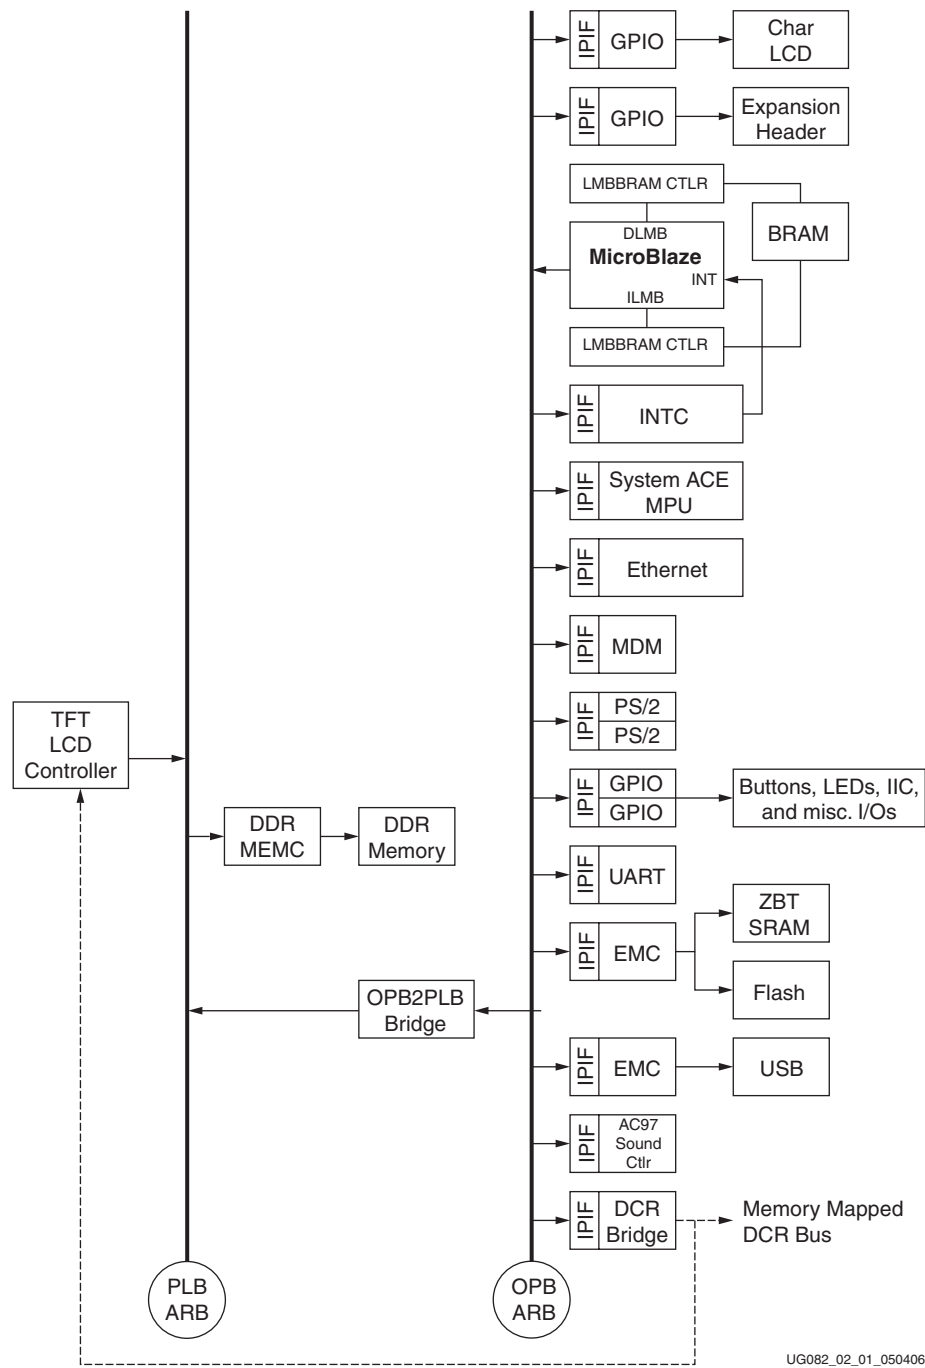 IPIF
GPIO
Char
LCD
IPIF
GPIO
Expansion
Header
LMBBRAM CTLR
DLMB
MicroBlaze
INT
ILMB
BRAM
LMBBRAM CTLR
IPIF
INTC
IPIF
System ACE
MPU
IPIF
Ethernet
IPIF
MDM
IPIF
PS/2
PS/2
TFT
LCD
Controller
IPIF
GPIO
GPIO
Buttons, LEDs, IIC,
and misc. I/Os
DDR
MEMC
DDR
Memory
IPIF
UART
IPIF
EMC
ZBT
SRAM
Flash
OPB2PLB
Bridge
IPIF
EMC
USB
IPIF
AC97
Sound
Ctlr
IPIF
DCR
Bridge
Memory Mapped
DCR Bus
PLB
ARB
OPB
ARB
UG082_02_01_050406